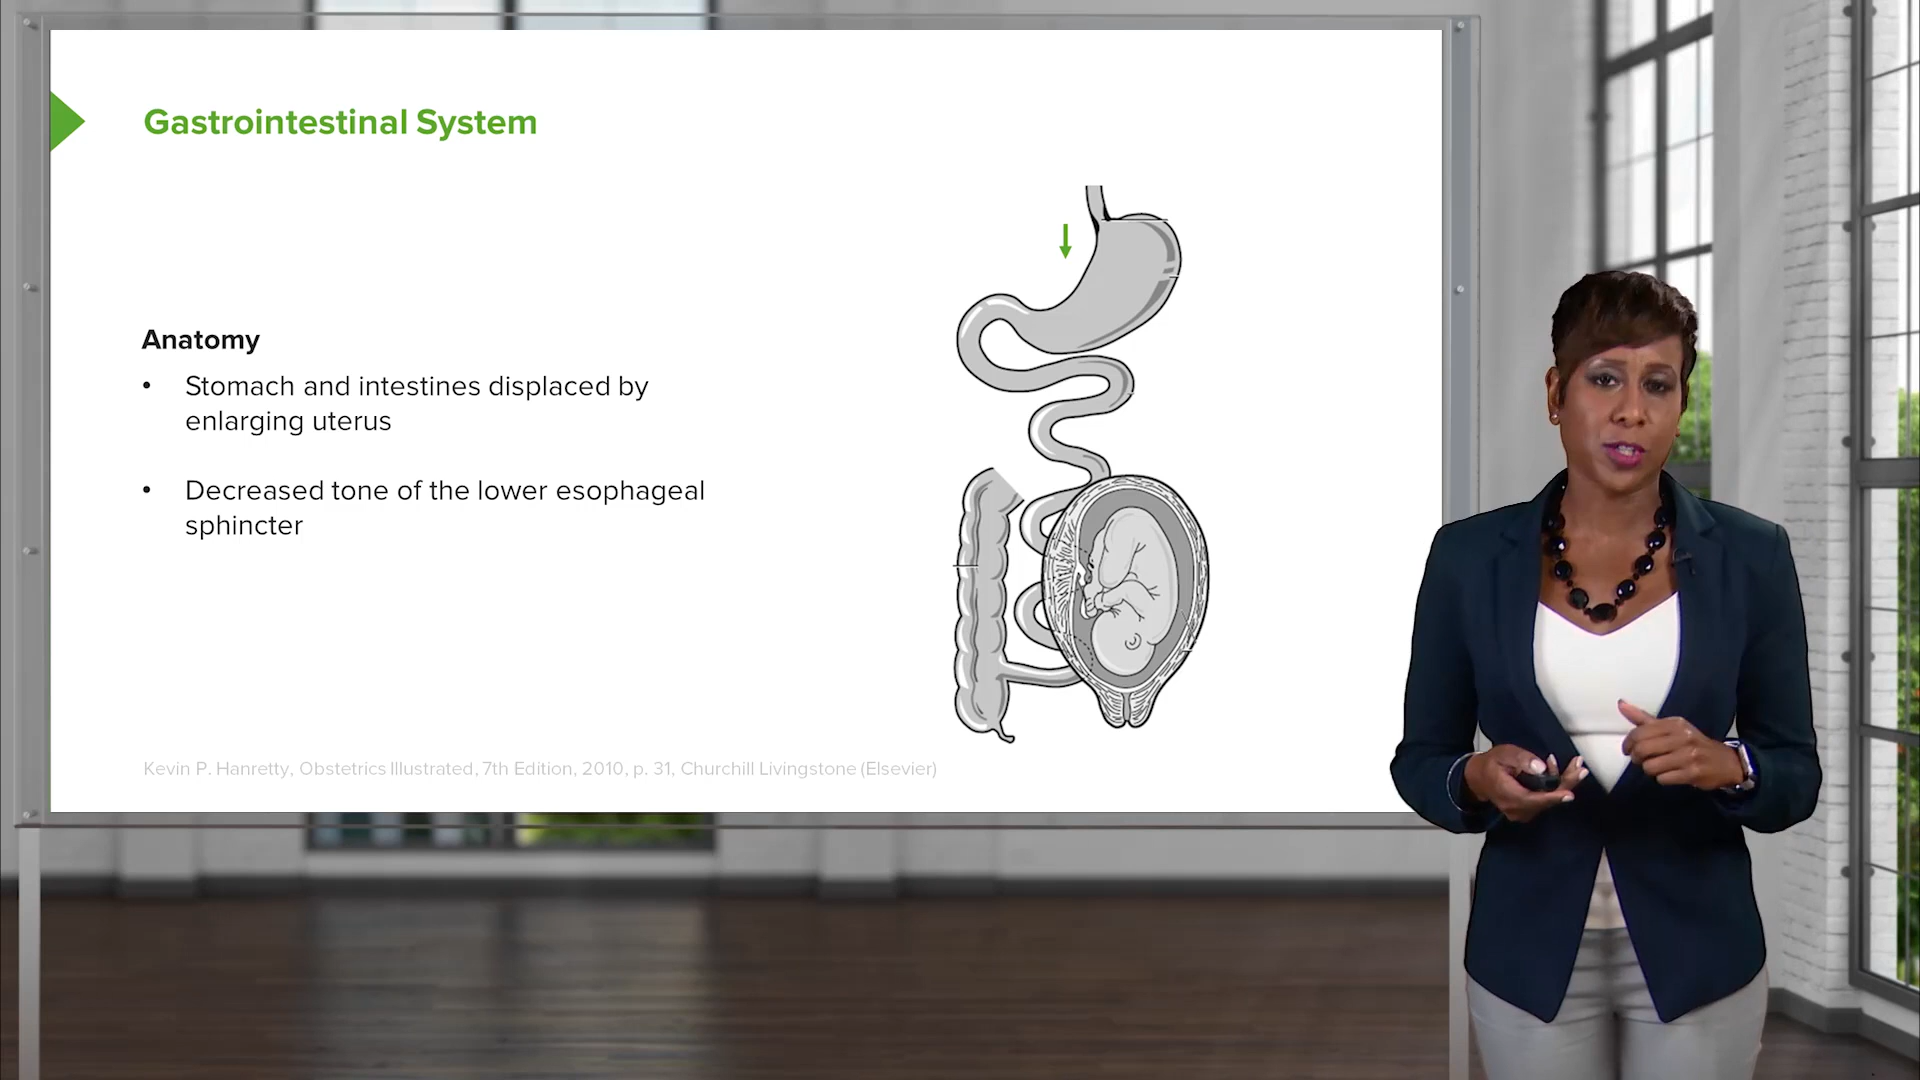 Gastrointestinal System
Anatomy
• Stomach and intestines displaced by
enlarging uterus
• Decreased tone of the lower esophageal
sphincter
Kevin P. Hanretty, Obstetrics Illustrated, 7th Edition, 2010, p. 31, Churchill Livingstone (Elsevier)